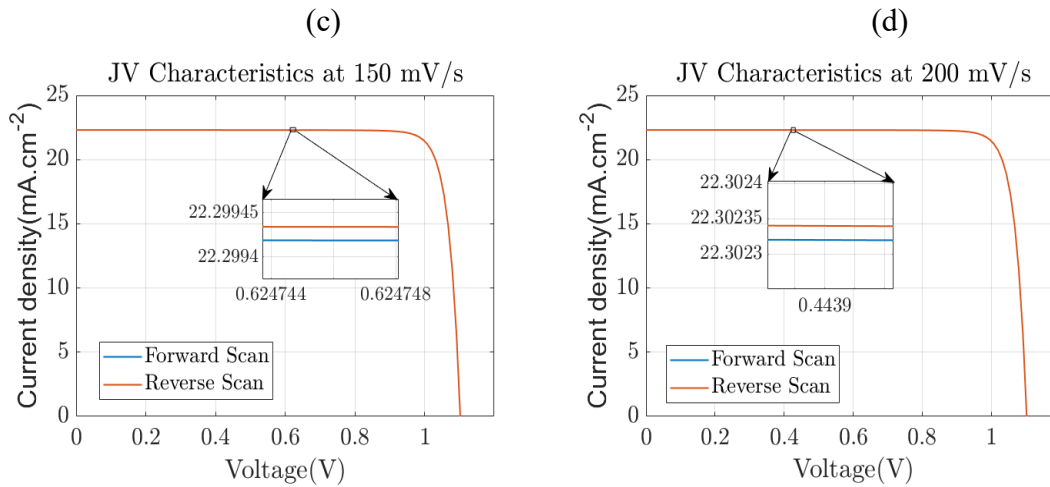 (c)
JV Characteristics at 150 mV/s
Current density(mA.cm-2)
25
20
15
10
5
0
22.29945
22.2994
0.624744 0.624748
Forward Scan
Reverse Scan
0 0.2 0.4 0.6 0.8 1
Voltage(V)
(d)
JV Characteristics at 200 mV/s
Current density(mA.cm-2)
25
20
15
10
5
0
22.3024
22.30235
22.3023
0.4439
Forward Scan
Reverse Scan
0 0.2 0.4 0.6 0.8 1
Voltage(V)